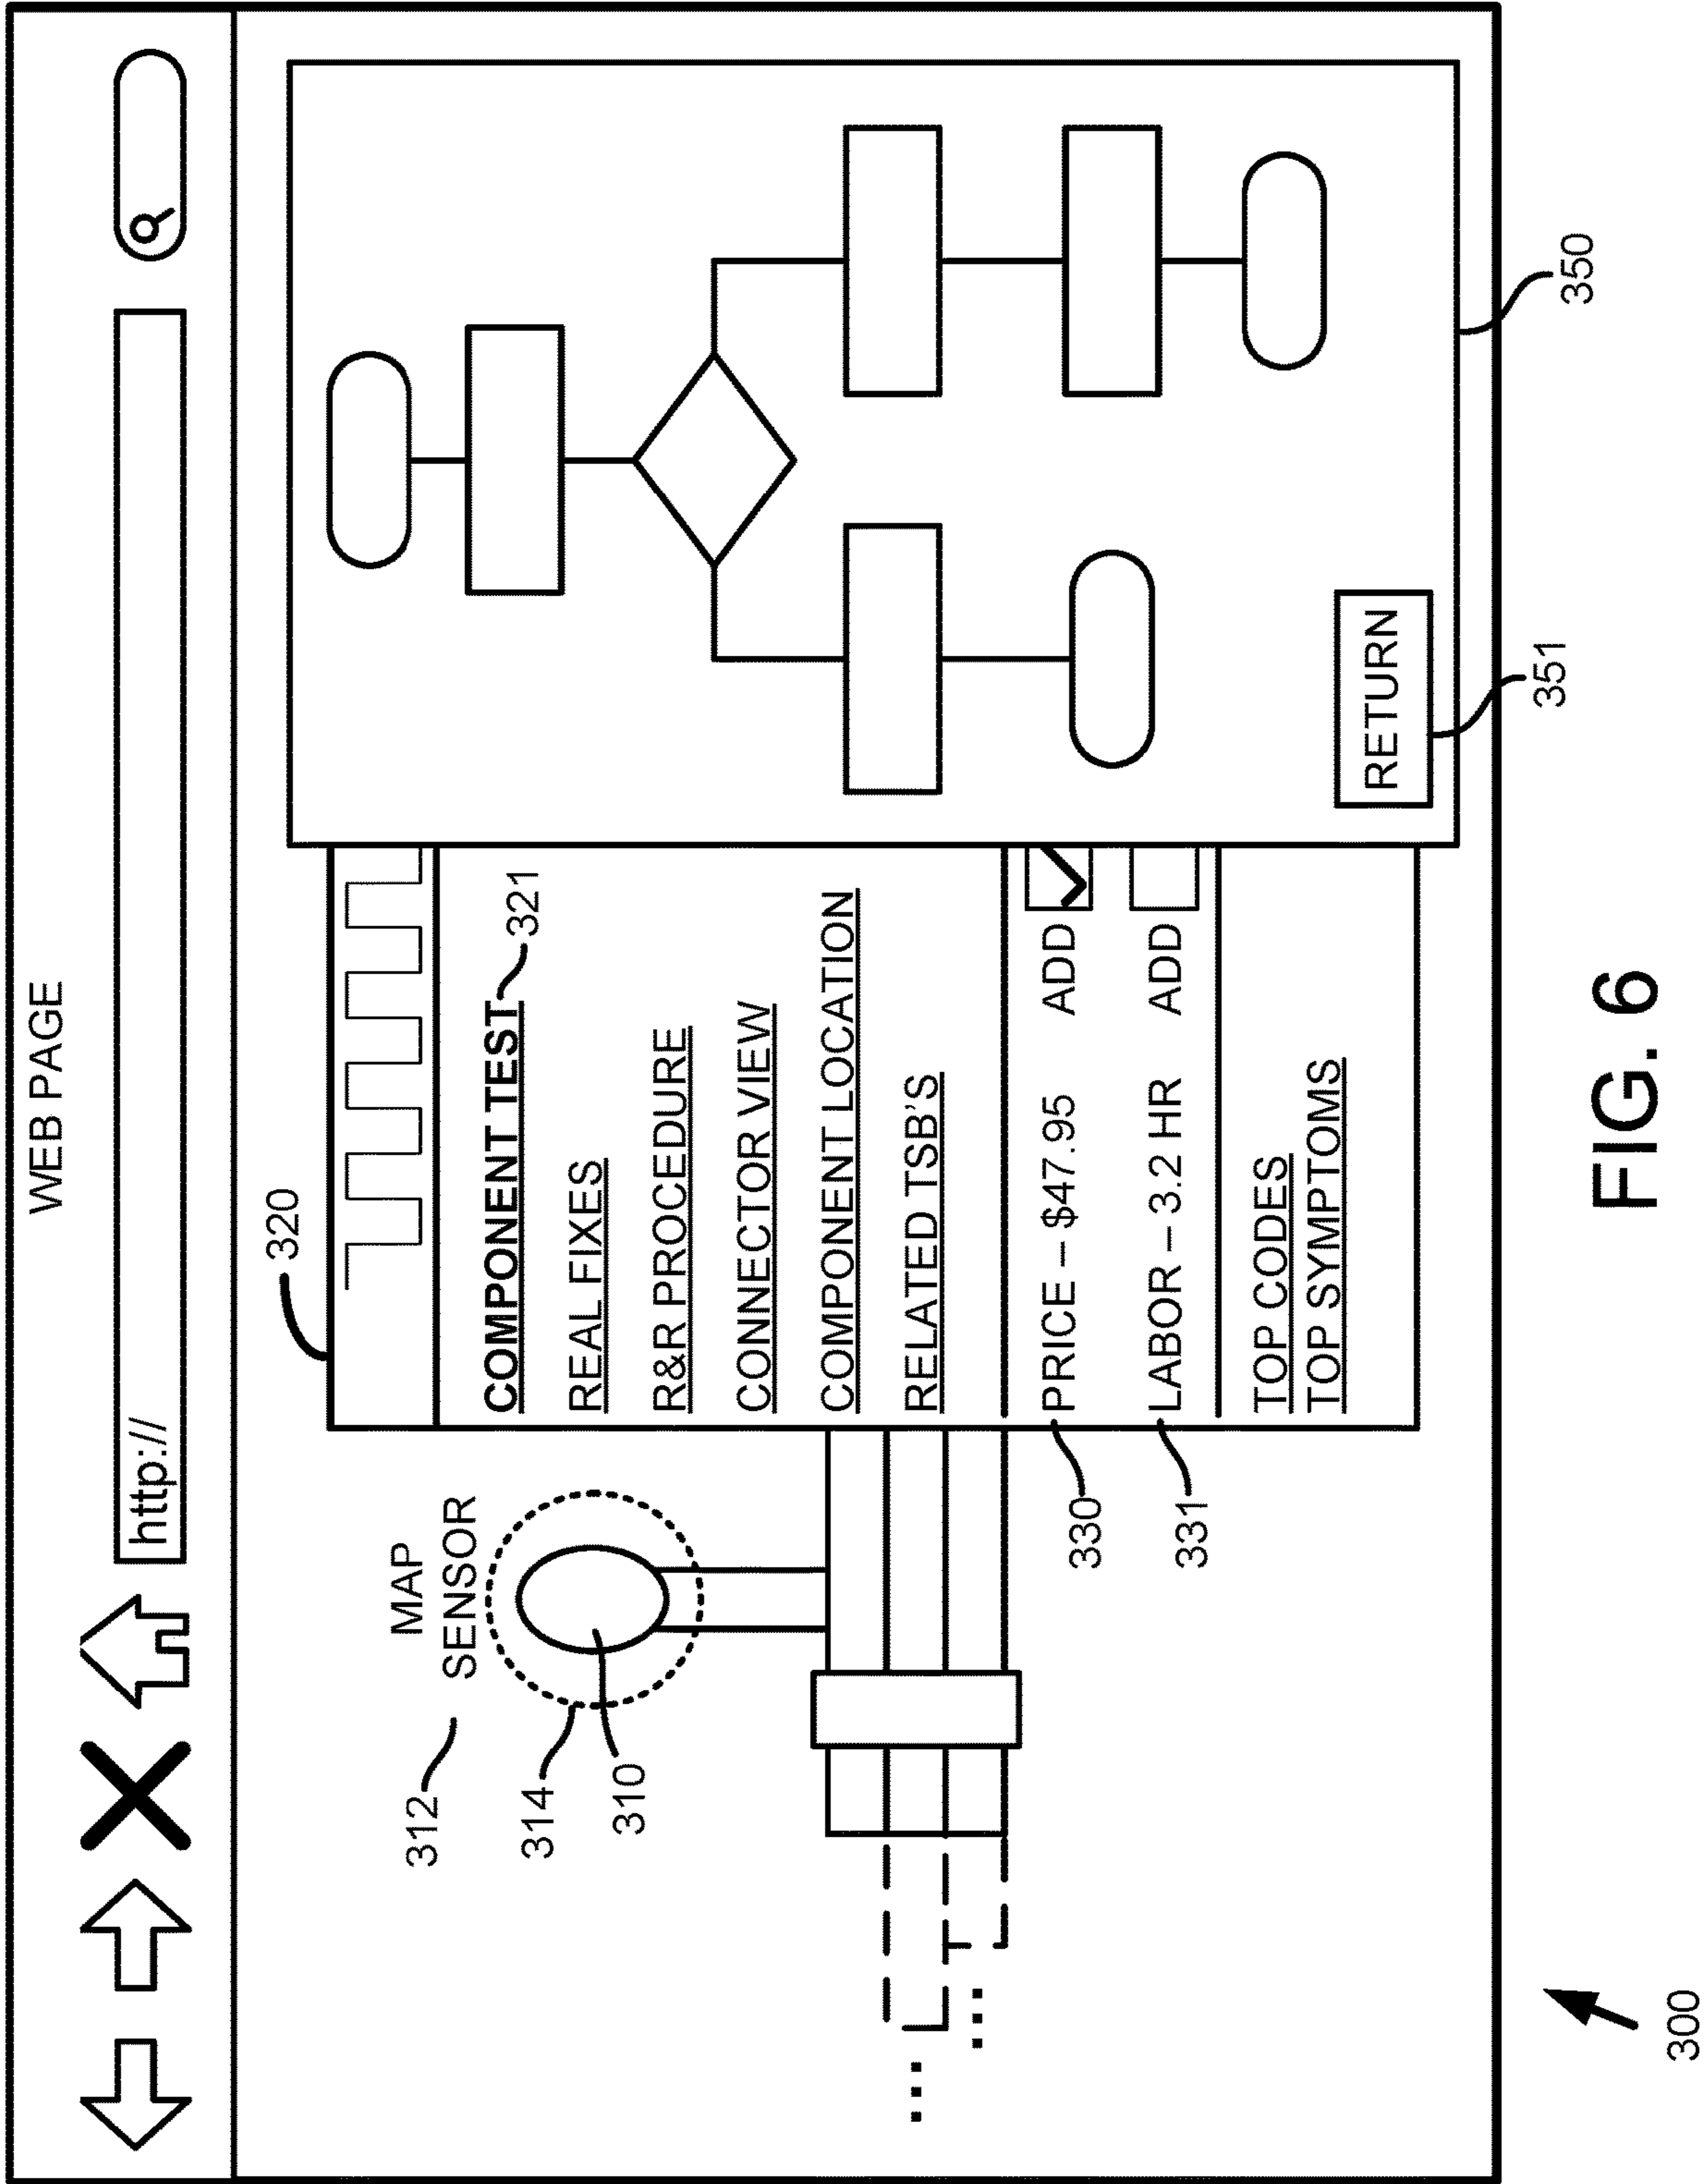 WEB PAGE
http://
MAP
SENSOR
312
314
310
320
COMPONENT TEST
321
REAL FIXES
R&R PROCEDURE
CONNECTOR VIEW
COMPONENT LOCATION
RELATED TSB'S
330
PRICE – $47.95 ADD
331
LABOR – 3.2 HR ADD
TOP CODES
TOP SYMPTOMS
RETURN
351
350
300
FIG. 6